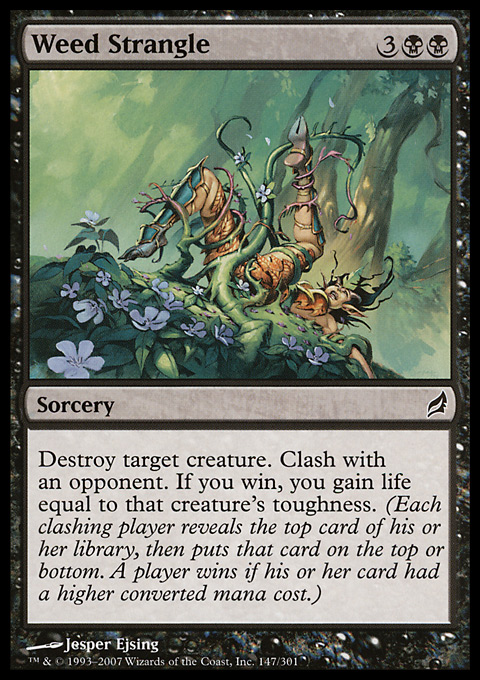 Weed Strangle 3
Sorcery
Destroy target creature. Clash with
an opponent. If you win, you gain life
equal to that creature's toughness. (Each
clashing player reveals the top card of his or
her library, then puts that card on the top or
bottom. A player wins if his or her card had
a higher converted mana cost.)
Jesper Ejsing
™ & © 1993–2007 Wizards of the Coast, Inc. 147/301